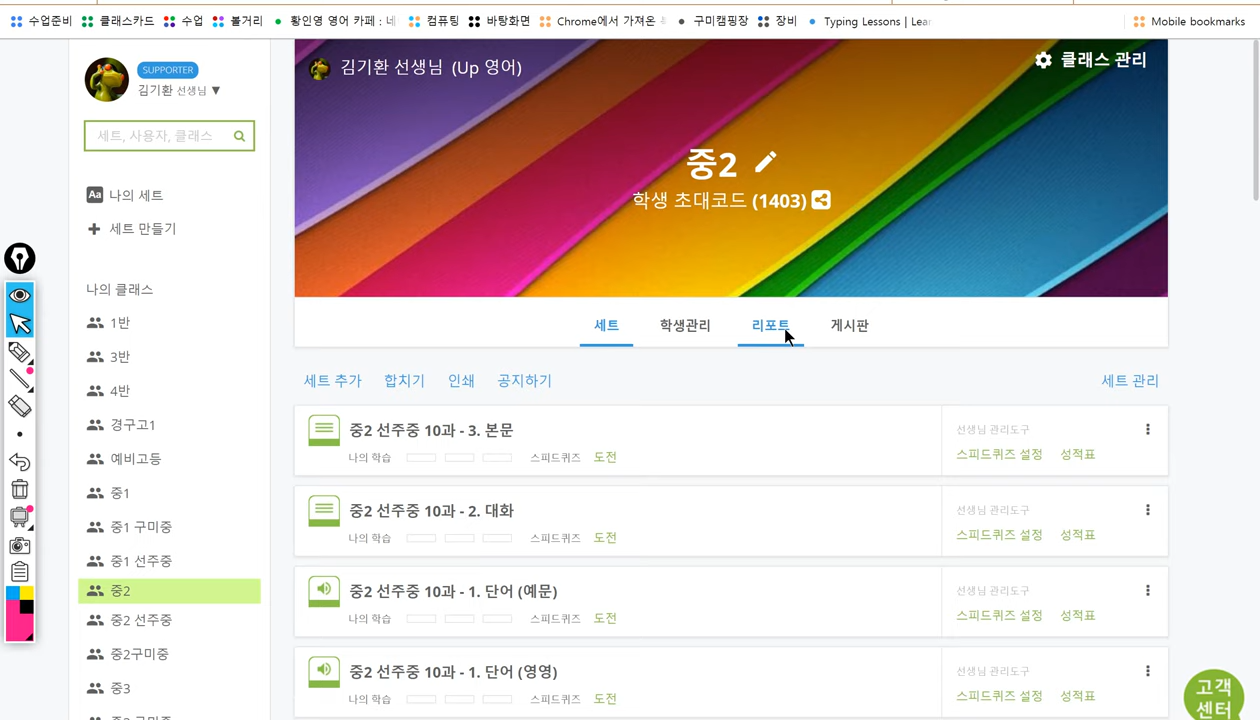 수업준비 클래스카드 수업 볼거리 황인영 영어 카페 : 네 컴퓨팅 바탕화면 Chrome에서 가져온 구미캠핑장 장비 Typing Lessons | Lea Mobile bookmarks
SUPPORTER
김기환 선생님 ▼
세트, 사용자, 클래스
Aa 나의 세트
세트 만들기
나의 클래스
1반
3반
4반
경구고1
예비고등
중1
중1 구미중
중1 선주중
중2
중2 선주중
중2구미중
중3
김기환 선생님 (Up 영어)
클래스 관리
중2
학생 초대코드 (1403)
세트 학생관리 리포트 게시판
세트 추가 합치기 인쇄 공지하기 세트 관리
중2 선주중 10과 - 3. 본문
나의 학습 스피드퀴즈 도전
선생님 관리도구
스피드퀴즈 설정 성적표
중2 선주중 10과 - 2. 대화
나의 학습 스피드퀴즈 도전
선생님 관리도구
스피드퀴즈 설정 성적표
중2 선주중 10과 - 1. 단어 (예문)
나의 학습 스피드퀴즈 도전
선생님 관리도구
스피드퀴즈 설정 성적표
중2 선주중 10과 - 1. 단어 (영영)
나의 학습 스피드퀴즈 도전
선생님 관리도구
스피드퀴즈 설정 성적표
고객
센터